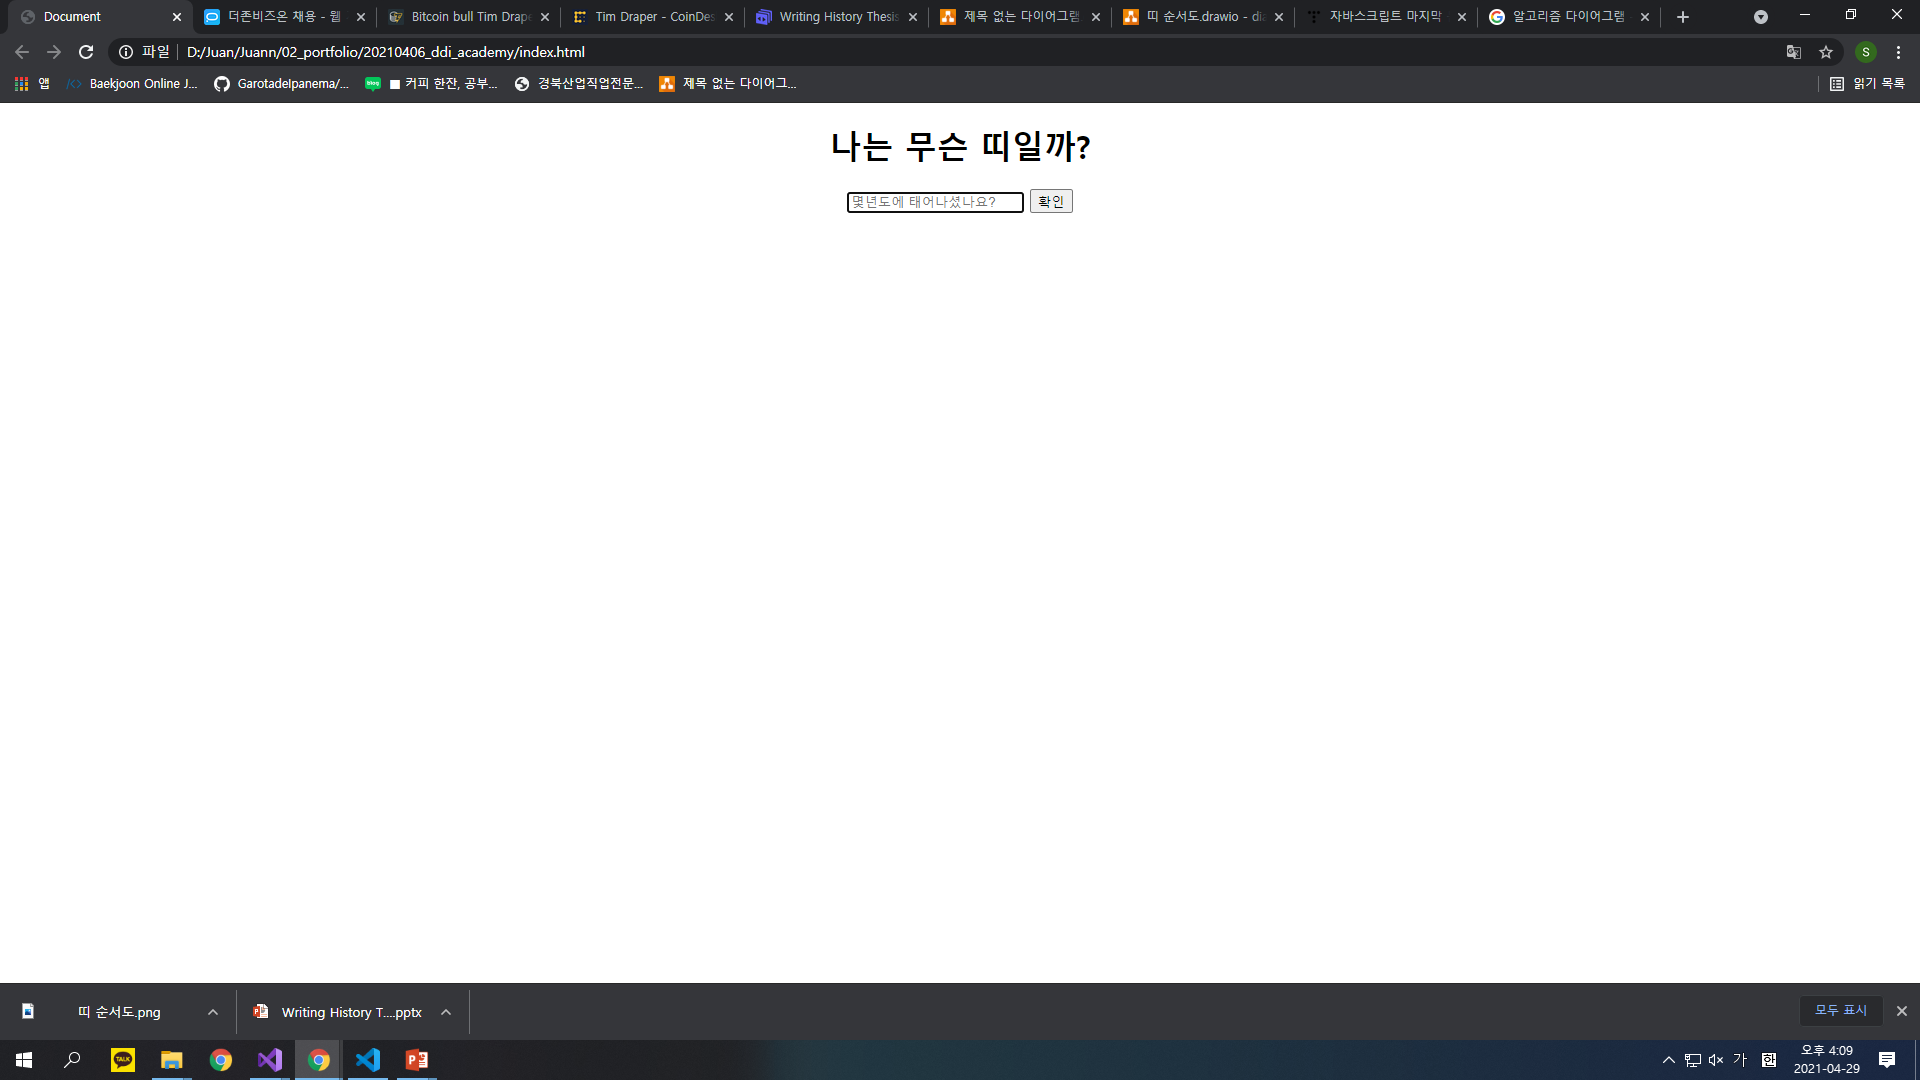 Document
더존비즈온 채용 - 웹
Bitcoin bull Tim Drape
Tim Draper - CoinDes
Writing History Thesis
제목 없는 다이어그램
띠 순서도.drawio - dia
자바스크립트 마지막
알고리즘 다이어그램
파일 D:/Juan/Juann/02_portfolio/20210406_ddi_academy/index.html
S
앱
Baekjoon Online J...
Garotadelpanema/...
blog
■ 커피 한잔, 공부...
경북산업직업전문...
제목 없는 다이어그...
읽기 목록
나는 무슨 띠일까?
몇년도에 태어나셨나요?
확인
띠 순서도.png
Writing History T....pptx
모두 표시
TALK
가
한
오후 4:09
2021-04-29